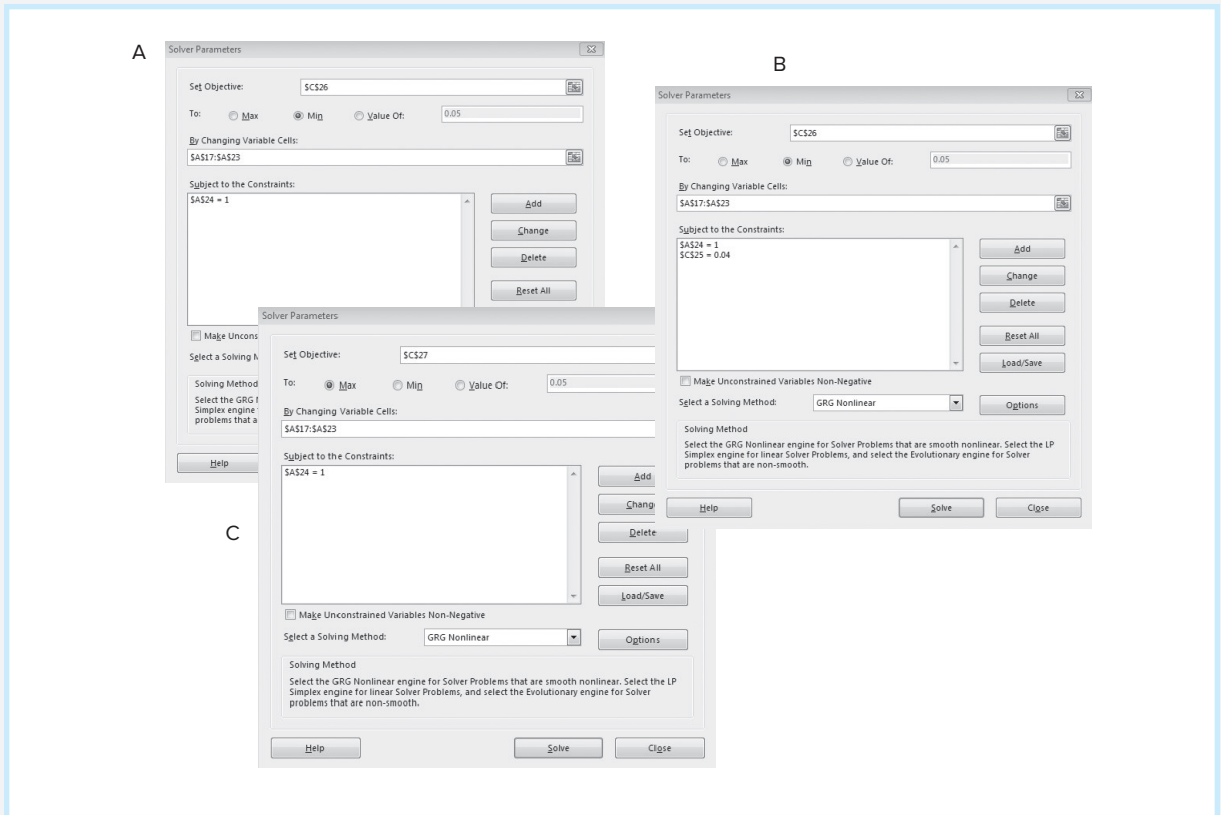 A
Solver Parameters
Set Objective: $C$26
To: Max Min Value Of: 0.05
By Changing Variable Cells:
$A$17:$A$23
Subject to the Constraints:
$A$24 = 1
Add
Change
Delete
Reset All
Make Uncons
Select a Solving M
Solving Method
Select the GRG
Simplex engine
problems that a
Help
B
Solver Parameters
Set Objective: $C$26
To: Max Min Value Of: 0.05
By Changing Variable Cells:
$A$17:$A$23
Subject to the Constraints:
$A$24 = 1
$C$25 = 0.04
Add
Change
Delete
Reset All
Load/Save
Make Unconstrained Variables Non-Negative
Select a Solving Method: GRG Nonlinear
Options
Solving Method
Select the GRG Nonlinear engine for Solver Problems that are smooth nonlinear. Select the LP
Simplex engine for linear Solver Problems, and select the Evolutionary engine for Solver
problems that are non-smooth.
Help Solve Close
C
Solver Parameters
Set Objective: $C$27
To: Max Min Value Of: 0.05
By Changing Variable Cells:
$A$17:$A$23
Subject to the Constraints:
$A$24 = 1
Add
Chang
Delete
Reset All
Load/Save
Make Unconstrained Variables Non-Negative
Select a Solving Method: GRG Nonlinear
Options
Solving Method
Select the GRG Nonlinear engine for Solver Problems that are smooth nonlinear. Select the LP
Simplex engine for linear Solver Problems, and select the Evolutionary engine for Solver
problems that are non-smooth.
Help Solve Close